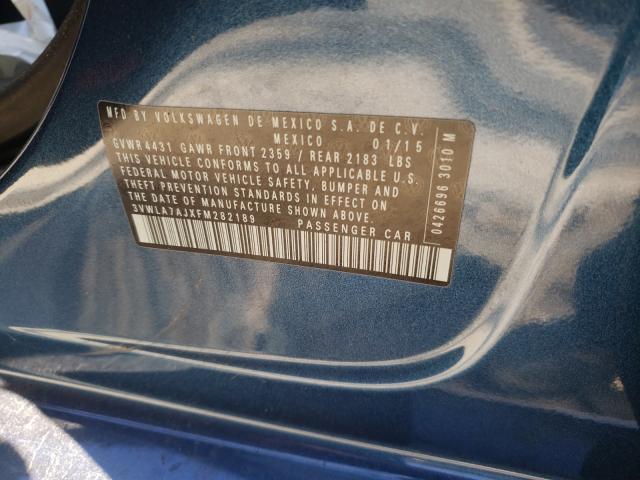 MFD BY VOLKSWAGEN DE MEXICO S.A. DE C.V.
MEXICO 01/15
GVWR 4431 GAWR FRONT 2359 / REAR 2183 LBS
THIS VEHICLE CONFORMS TO ALL APPLICABLE U.S.
FEDERAL MOTOR VEHICLE SAFETY, BUMPER AND
THEFT PREVENTION STANDARDS IN EFFECT ON
THE DATE OF MANUFACTURE SHOWN ABOVE.
3VWLA7AJXFM282189 PASSENGER CAR
0426696 3010 M